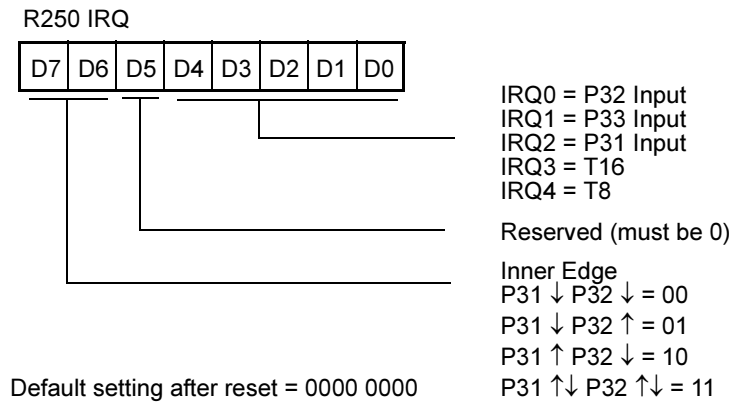 R250 IRQ
D7 D6 D5 D4 D3 D2 D1 D0
IRQ0 = P32 Input
IRQ1 = P33 Input
IRQ2 = P31 Input
IRQ3 = T16
IRQ4 = T8
Reserved (must be 0)
Inner Edge
P31 ↓ P32 ↓ = 00
P31 ↓ P32 ↑ = 01
P31 ↑ P32 ↓ = 10
P31 ↑↓ P32 ↑↓ = 11
Default setting after reset = 0000 0000